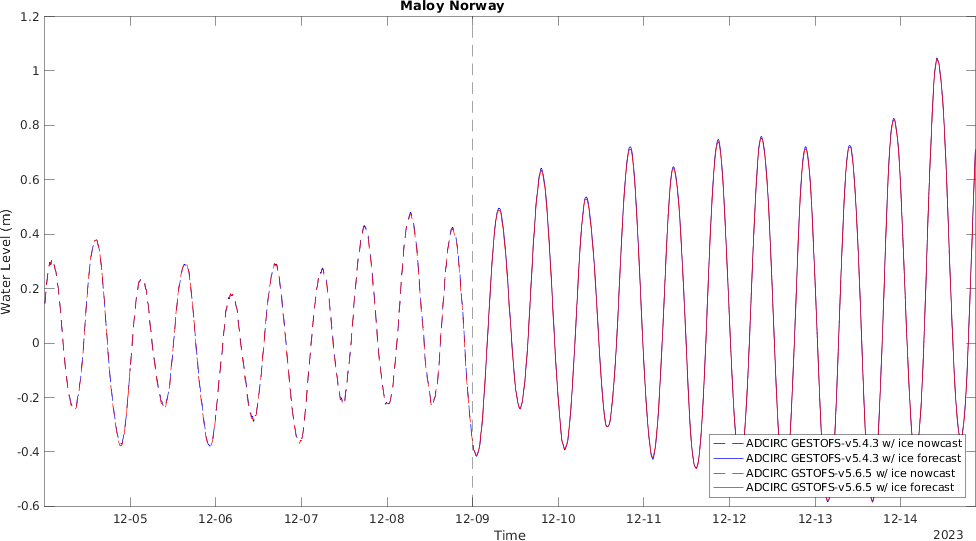 Maloy Norway
1.2
1
0.8
0.6
0.4
0.2
0
-0.2
-0.4
-0.6
Water Level (m)
ADCIRC GESTOFS-v5.4.3 w/ ice nowcast
ADCIRC GESTOFS-v5.4.3 w/ ice forecast
ADCIRC GSTOFS-v5.6.5 w/ ice nowcast
ADCIRC GSTOFS-v5.6.5 w/ ice forecast
12-05 12-06 12-07 12-08 12-09 12-10 12-11 12-12 12-13 12-14
Time
2023